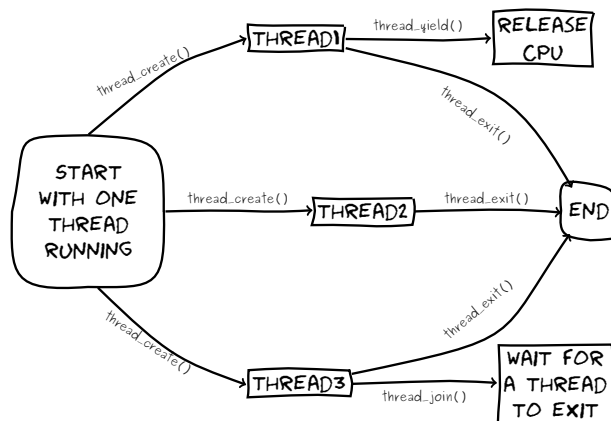 thread_create()
THREAD1
thread_yield()
RELEASE
CPU
thread_exit()
START
WITH ONE
THREAD
RUNNING
thread_create()
THREAD2
thread_exit()
END
thread_create()
THREAD3
thread_exit()
thread_join()
WAIT FOR
A THREAD
TO EXIT